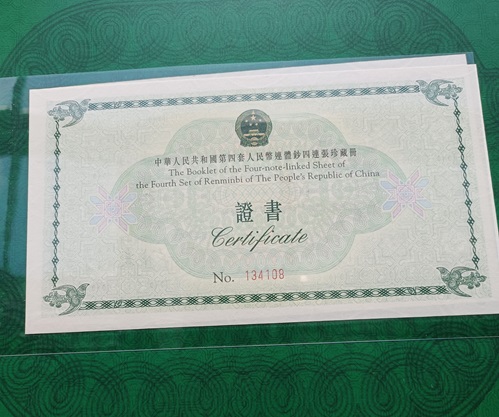 中華人民共和國第四套人民幣連體鈔四連張珍藏冊
The Booklet of the Four-note-linked Sheet of
the Fourth Set of Renminbi of The People's Republic of China
證書
Certificate
No. 134108